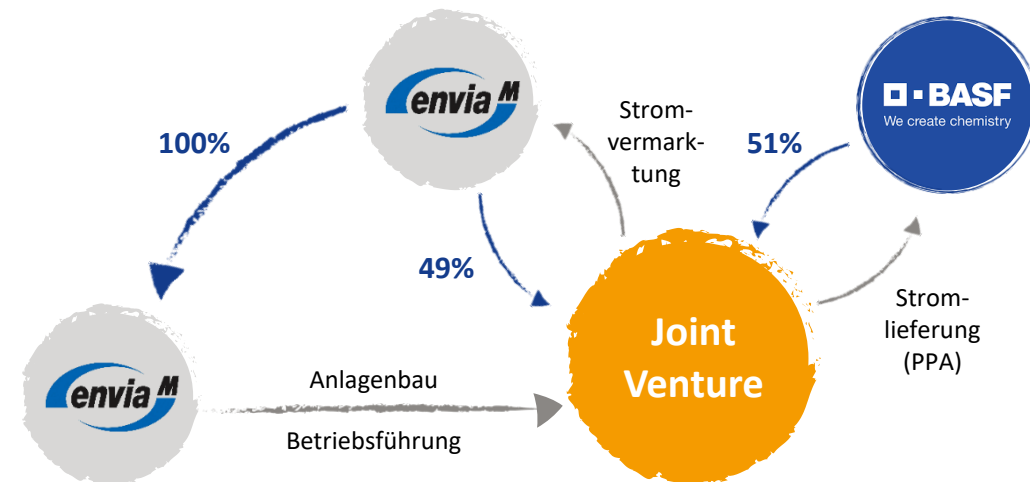 envia M
BASF
We create chemistry
100%
Strom-
vermark-
tung
51%
49%
Joint
Venture
Strom-
lieferung
(PPA)
envia M
Anlagenbau
Betriebsführung